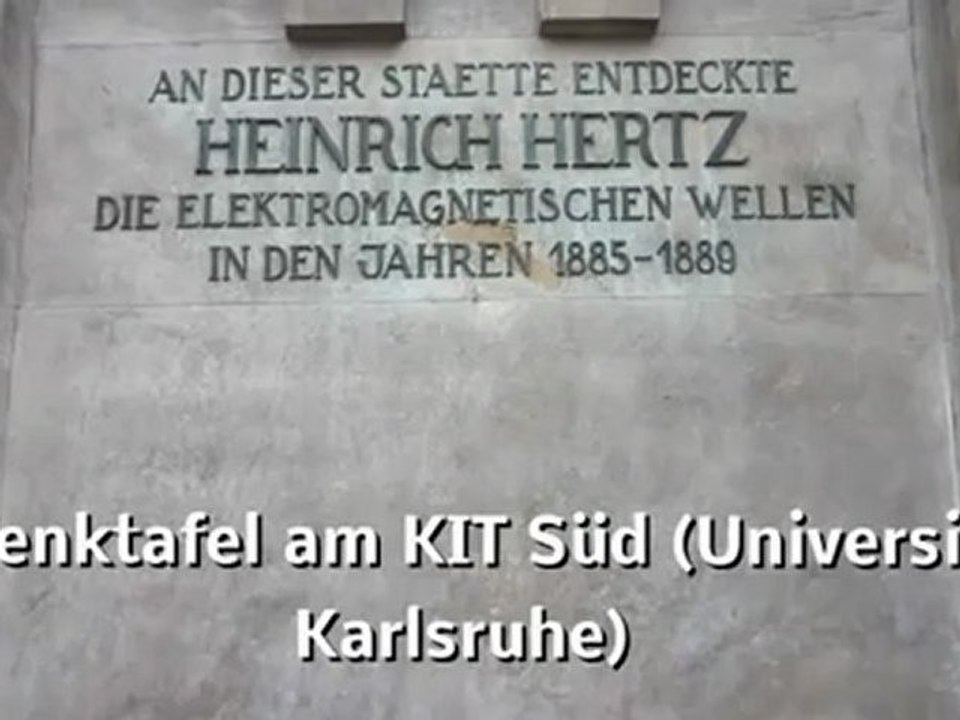 AN DIESER STAETTE ENTDECKTE
HEINRICH HERTZ
DIE ELEKTROMAGNETISCHEN WELLEN
IN DEN JAHREN 1885-1889
enktafel am KIT Süd (Universi
Karlsruhe)